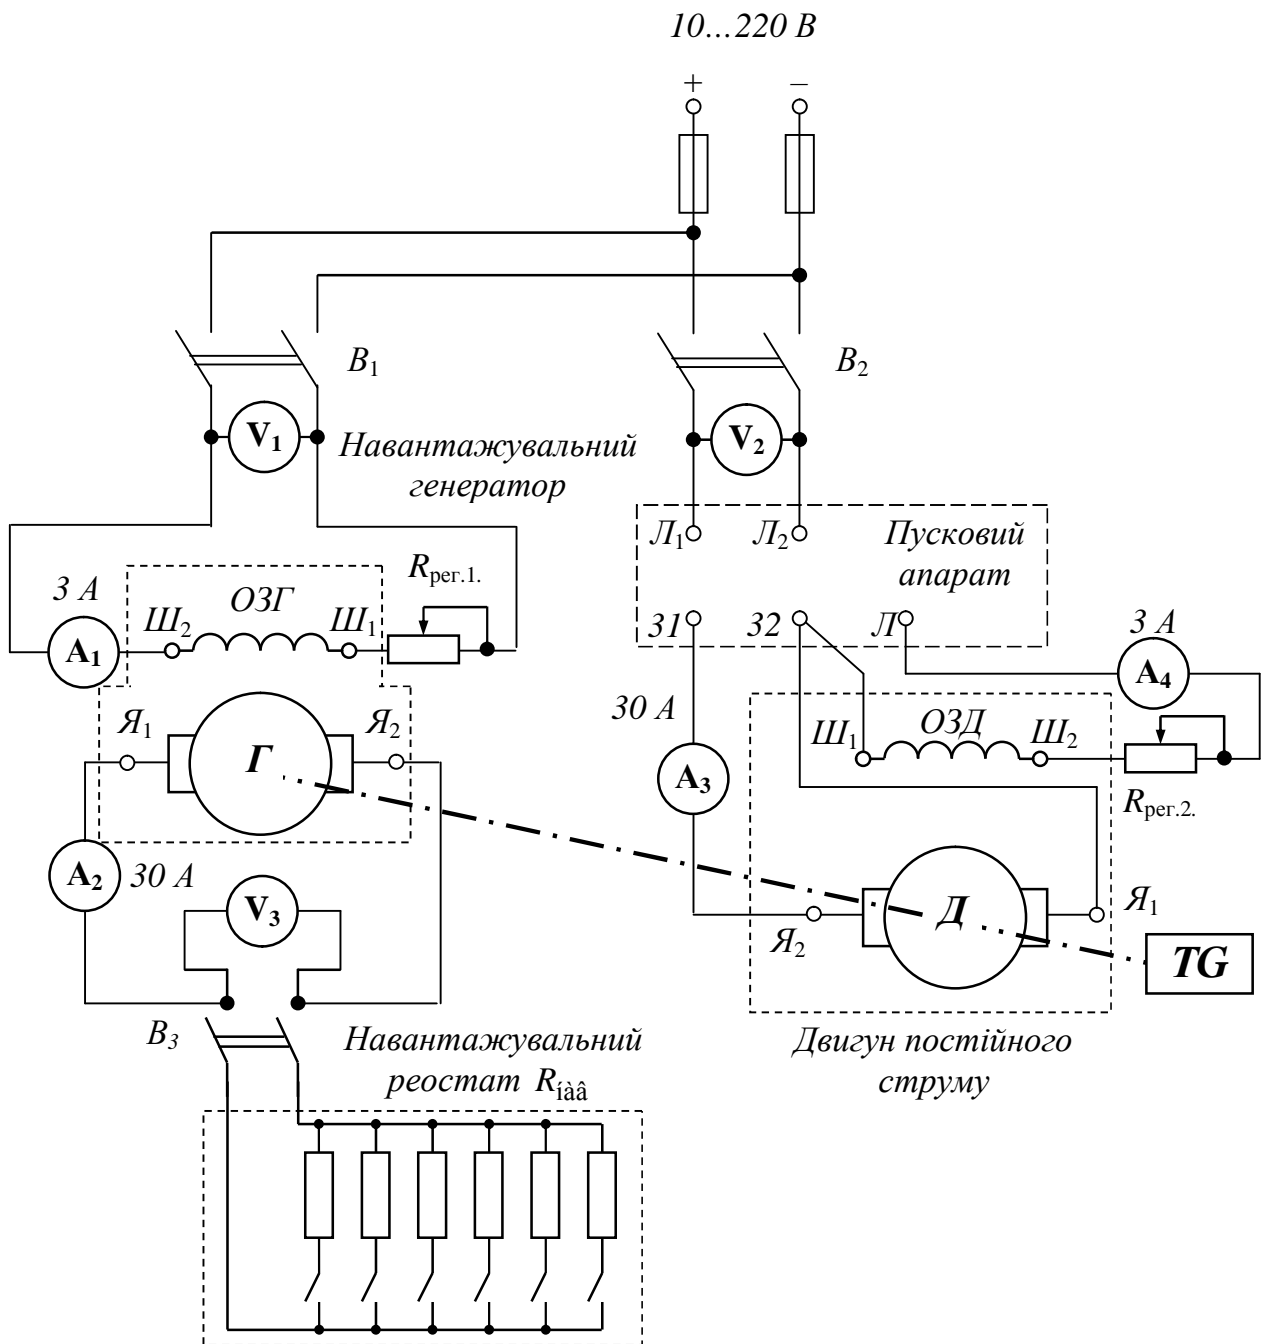 10...220 В
+
–
B1
B2
V1
V2
Навантажувальний
генератор
Л1
Л2
Пусковий
апарат
31
32
Л
3 А
ОЗГ
Rрег.1.
A1
Ш2
Ш1
3 А
A4
Я1
Я2
Г
30 А
A3
Ш1
ОЗД
Ш2
Rрег.2.
A2
30 А
V3
Д
Я2
Я1
TG
B3
Навантажувальний
реостат Ríàâ
Двигун постійного
струму